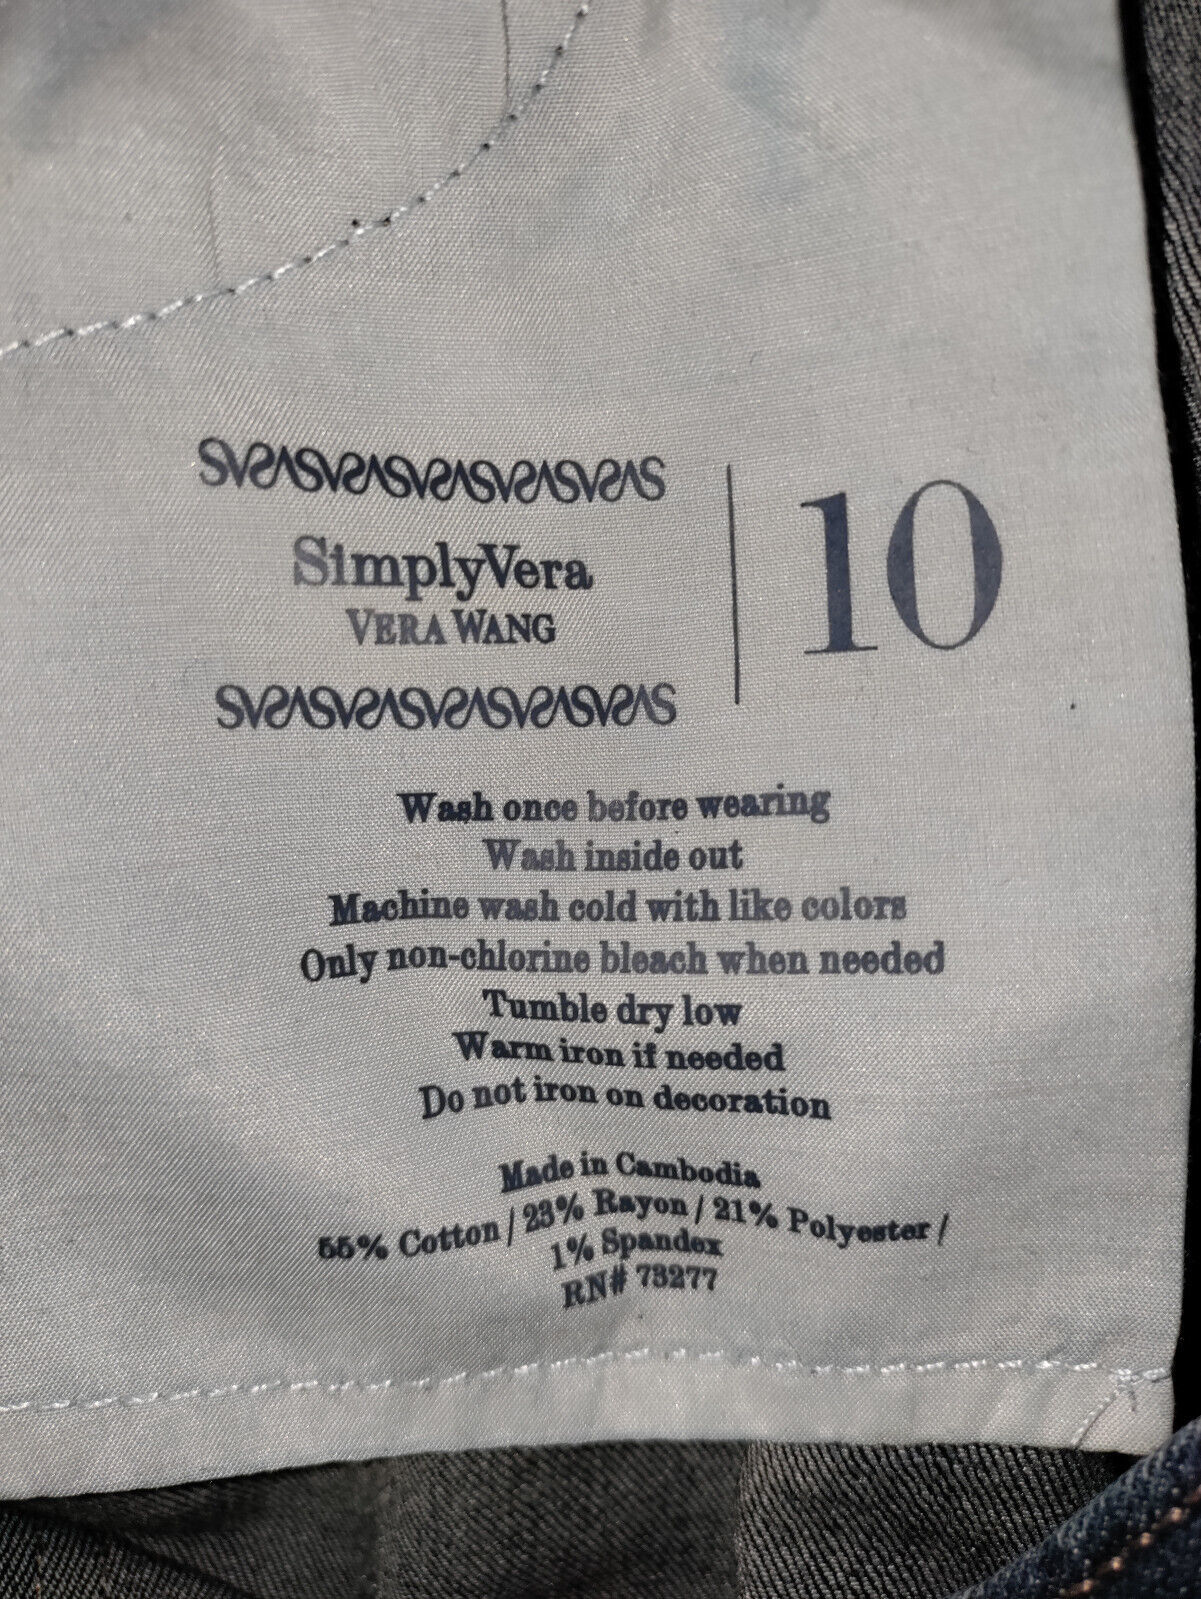 SimplyVera
VERA WANG
10
Wash once before wearing
Wash inside out
Machine wash cold with like colors
Only non-chlorine bleach when needed
Tumble dry low
Warm iron if needed
Do not iron on decoration
Made in Cambodia
55% Cotton / 23% Rayon / 21% Polyester /
1% Spandex
RN# 73277